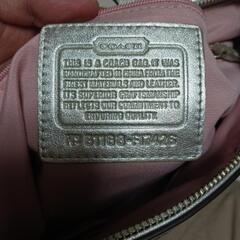 COACH
THIS IS A COACH BAG. IT WAS
HANDCRAFTED IN CHINA FROM THE
FINEST MATERIALS AND LEATHER.
ITS SUPERIOR CRAFTSMANSHIP
REFLECTS OUR COMMITMENT TO
ENDURING QUALITY.